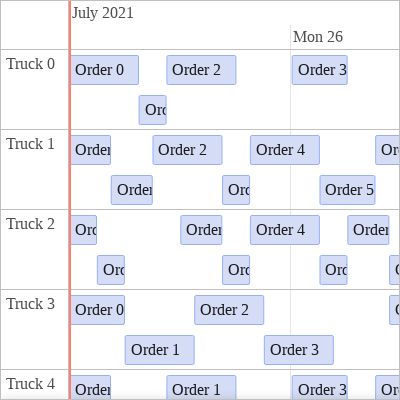 July 2021
Mon 26
Truck 0
Order 0
Order 2
Order 3
Orc
Truck 1
Order
Order 2
Order 4
Or
Order
Orc
Order 5
Truck 2
Orc
Order
Order 4
Order
Orc
Orc
Orc
Truck 3
Order 0
Order 2
Order 1
Order 3
Truck 4
Order
Order 1
Order 3
Or